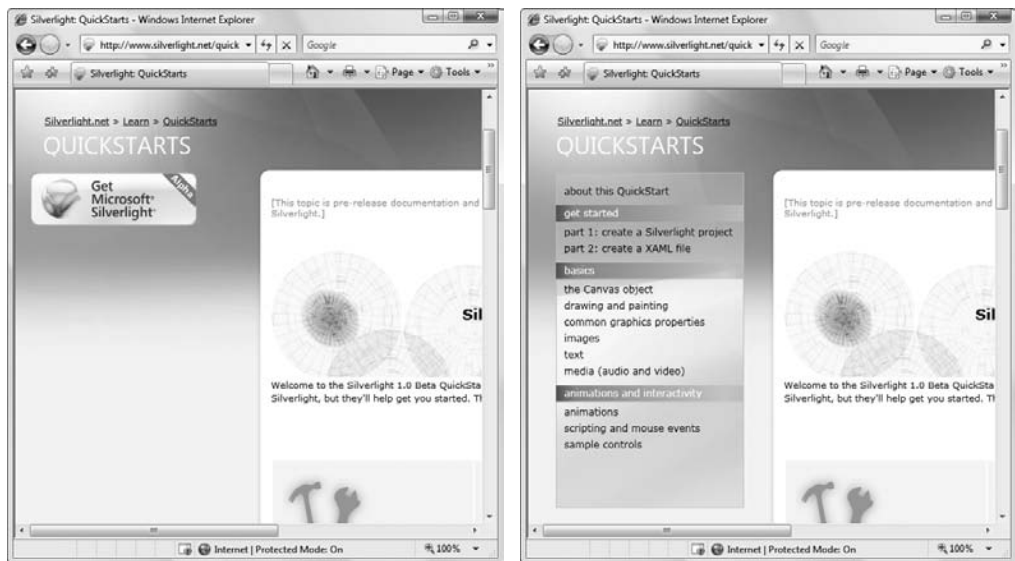 Silverlight: QuickStarts - Windows Internet Explorer
http://www.silverlight.net/quick
Google
Silverlight: QuickStarts
Page
Tools
»
Silverlight.net » Learn » QuickStarts
QUICKSTARTS
Get
Microsoft®
Silverlight™
Alpha
[This topic is pre-release documentation and
Silverlight.]
Sil
Welcome to the Silverlight 1.0 Beta QuickSta
Silverlight, but they'll help get you started. Th
Internet | Protected Mode: On
100%
Silverlight: QuickStarts - Windows Internet Explorer
http://www.silverlight.net/quick
Google
Silverlight: QuickStarts
Page
Tools
»
Silverlight.net » Learn » QuickStarts
QUICKSTARTS
about this QuickStart
get started
part 1: create a Silverlight project
part 2: create a XAML file
basics
the Canvas object
drawing and painting
common graphics properties
images
text
media (audio and video)
animations and interactivity
animations
scripting and mouse events
sample controls
[This topic is pre-release documentation and
Silverlight.]
Sil
Welcome to the Silverlight 1.0 Beta QuickSta
Silverlight, but they'll help get you started. Th
Internet | Protected Mode: On
100%